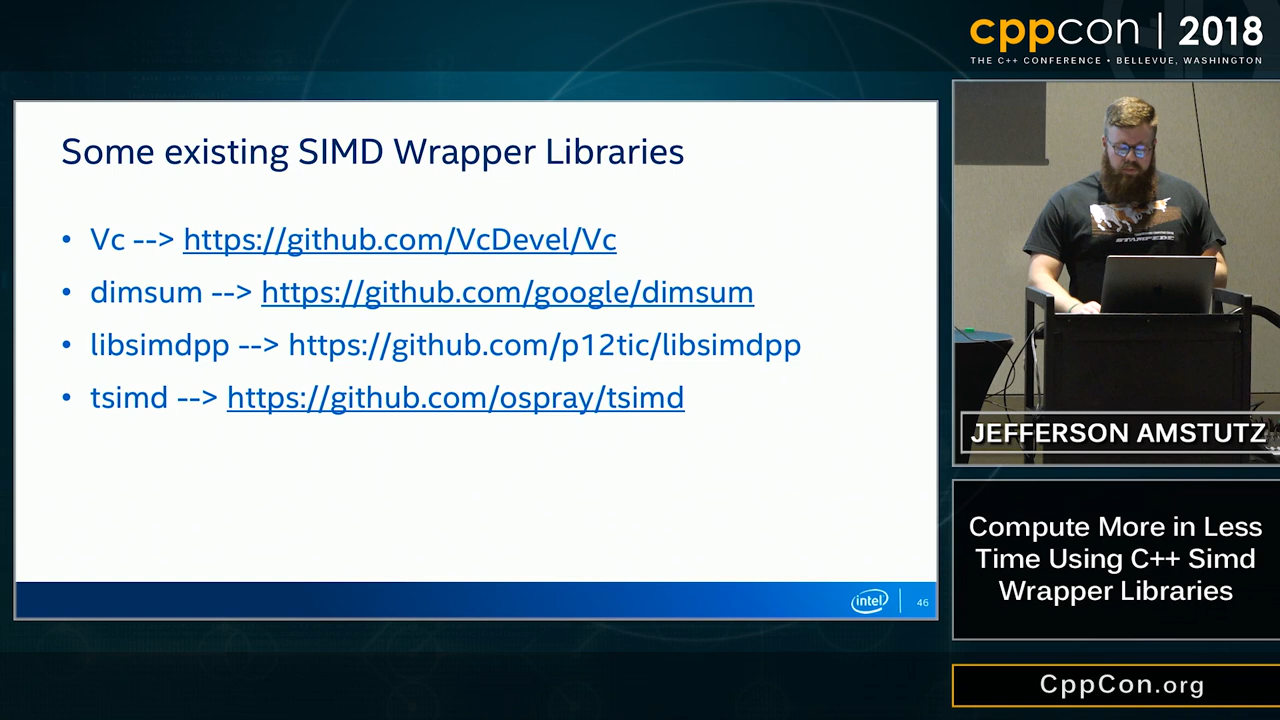 cppcon | 2018
THE C++ CONFERENCE • BELLEVUE, WASHINGTON
Some existing SIMD Wrapper Libraries
• Vc --> https://github.com/VcDevel/Vc
• dimsum --> https://github.com/google/dimsum
• libsimdpp --> https://github.com/p12tic/libsimdpp
• tsimd --> https://github.com/ospray/tsimd
intel
46
STAMPEDE
JEFFERSON AMSTUTZ
Compute More in Less
Time Using C++ Simd
Wrapper Libraries
CppCon.org